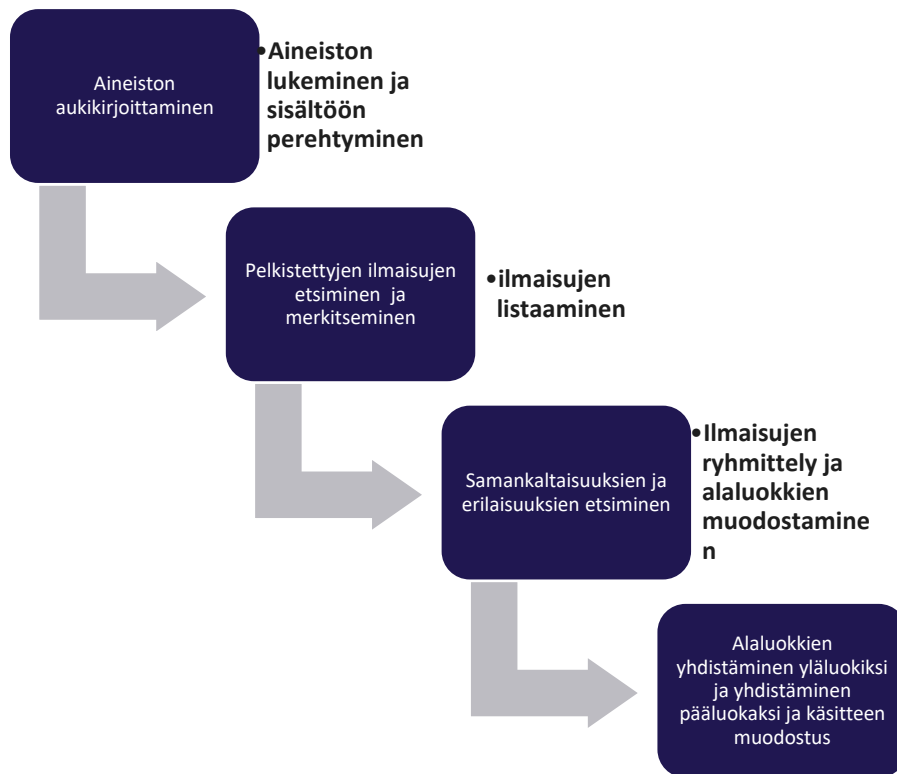 Aineiston
aukikirjoittaminen
•Aineiston
lukeminen ja
sisältöön
perehtyminen
Pelkistettyjen ilmaisujen
etsiminen ja
merkitseminen
•ilmaisujen
listaaminen
Samankaltaisuuksien ja
erilaisuuksien etsiminen
•Ilmaisujen
ryhmittely ja
alaluokkien
muodostamine
n
Alaluokkien
yhdistäminen yläluokiksi
ja yhdistäminen
pääluokaksi ja käsitteen
muodostus